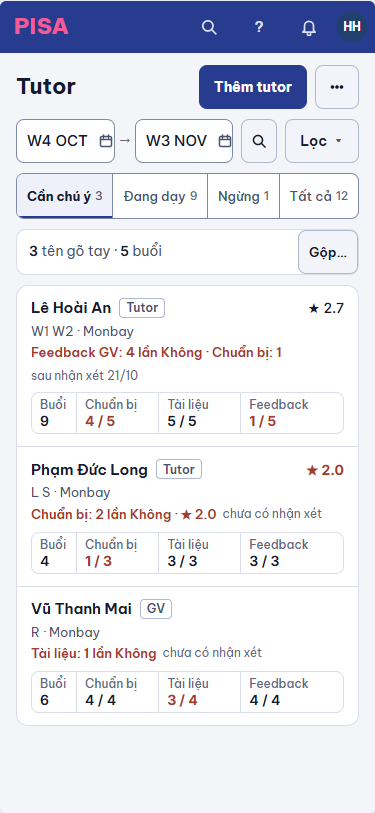 PISA ? HH
Tutor Thêm tutor •••
W4 OCT → W3 NOV Lọc
Cần chú ý 3 Đang dạy 9 Ngừng 1 Tất cả 12
3 tên gõ tay · 5 buổi Gộp...
Lê Hoài An Tutor ★ 2.7
W1 W2 · Monbay
Feedback GV: 4 lần Không · Chuẩn bị: 1
sau nhận xét 21/10
Buổi Chuẩn bị Tài liệu Feedback
9 4 / 5 5 / 5 1 / 5
Phạm Đức Long Tutor ★ 2.0
L S · Monbay
Chuẩn bị: 2 lần Không · ★ 2.0 chưa có nhận xét
Buổi Chuẩn bị Tài liệu Feedback
4 1 / 3 3 / 3 3 / 3
Vũ Thanh Mai GV
R · Monbay
Tài liệu: 1 lần Không chưa có nhận xét
Buổi Chuẩn bị Tài liệu Feedback
6 4 / 4 3 / 4 4 / 4